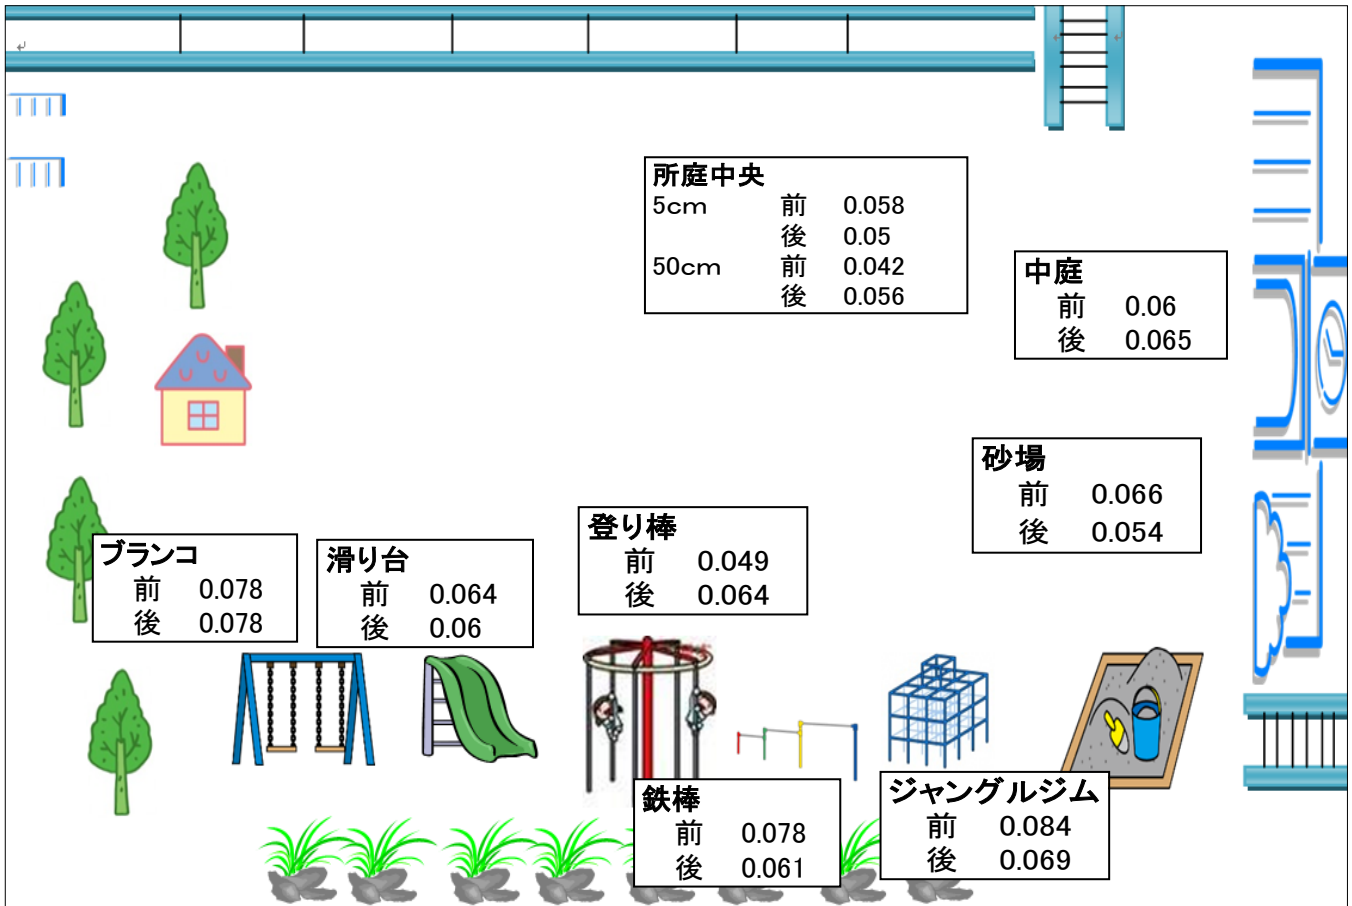 所庭中央
5cm 前 0.058
後 0.05
50cm 前 0.042
後 0.056
中庭
前 0.06
後 0.065
砂場
前 0.066
後 0.054
登り棒
前 0.049
後 0.064
ブランコ
前 0.078
後 0.078
滑り台
前 0.064
後 0.06
鉄棒
前 0.078
後 0.061
ジャングルジム
前 0.084
後 0.069